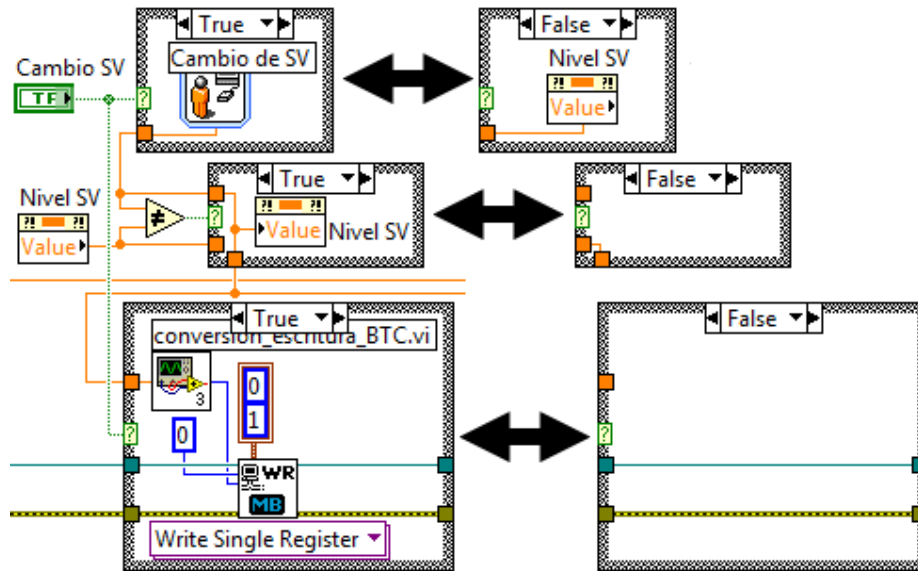 True
False
Cambio de SV
Nivel SV
Cambio SV
TF
?
?
?! ?!
Value
True
False
Nivel SV
?! ?!
Value
?! ?!
Value
Nivel SV
?
?
True
False
conversion_escritura_BTC.vi
3
0
1
0
?
?
WR
MB
Write Single Register